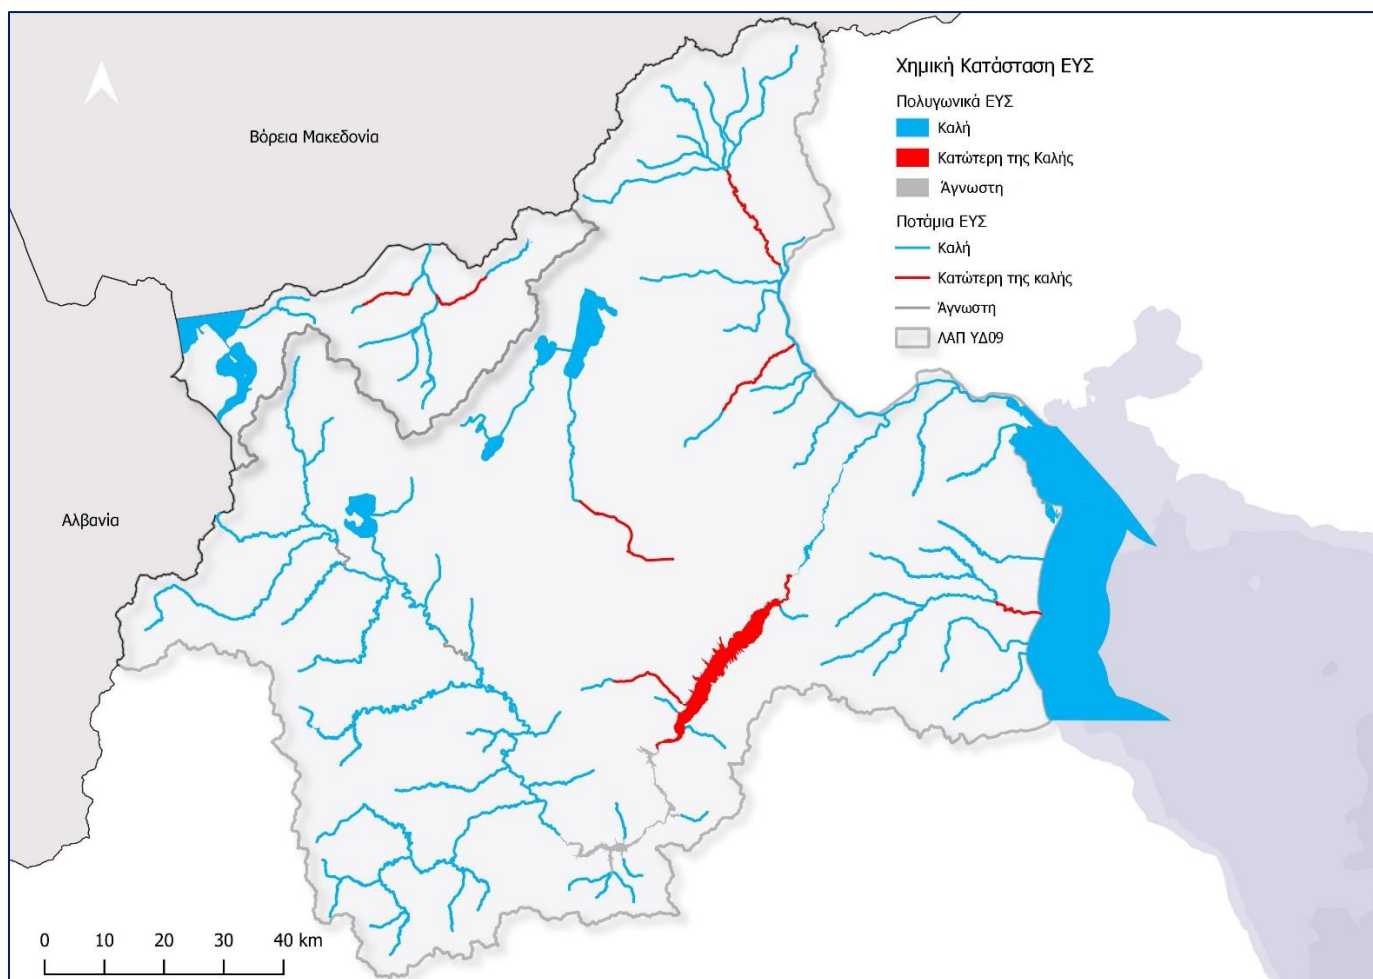 Χημική Κατάσταση ΕΥΣ
Πολυγωνικά ΕΥΣ
Καλή
Κατώτερη της Καλής
Άγνωστη
Ποτάμια ΕΥΣ
Καλή
Κατώτερη της καλής
Άγνωστη
ΛΑΠ ΥΔ09
Βόρεια Μακεδονία
Αλβανία
0 10 20 30 40 km